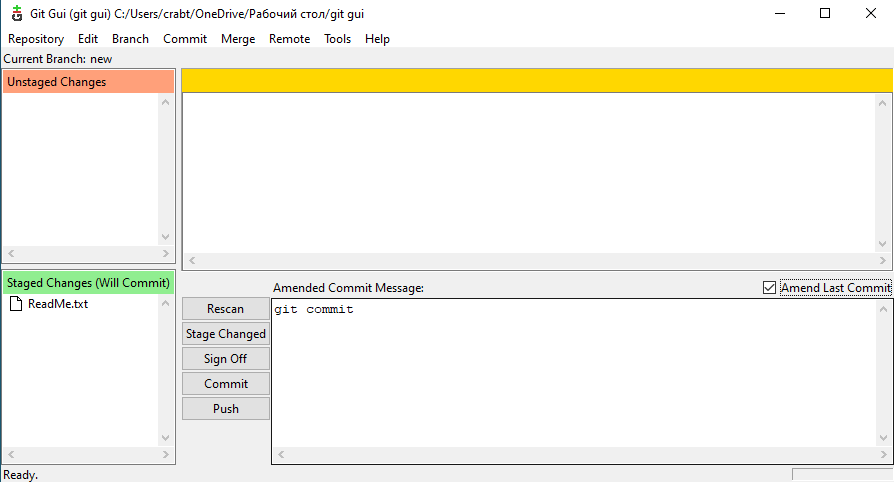 Git Gui (git gui) C:/Users/crabt/OneDrive/Рабочий стол/git gui
Repository Edit Branch Commit Merge Remote Tools Help
Current Branch: new
Unstaged Changes
Staged Changes (Will Commit)
ReadMe.txt
Amended Commit Message:
Amend Last Commit
Rescan
Stage Changed
Sign Off
Commit
Push
git commit
Ready.